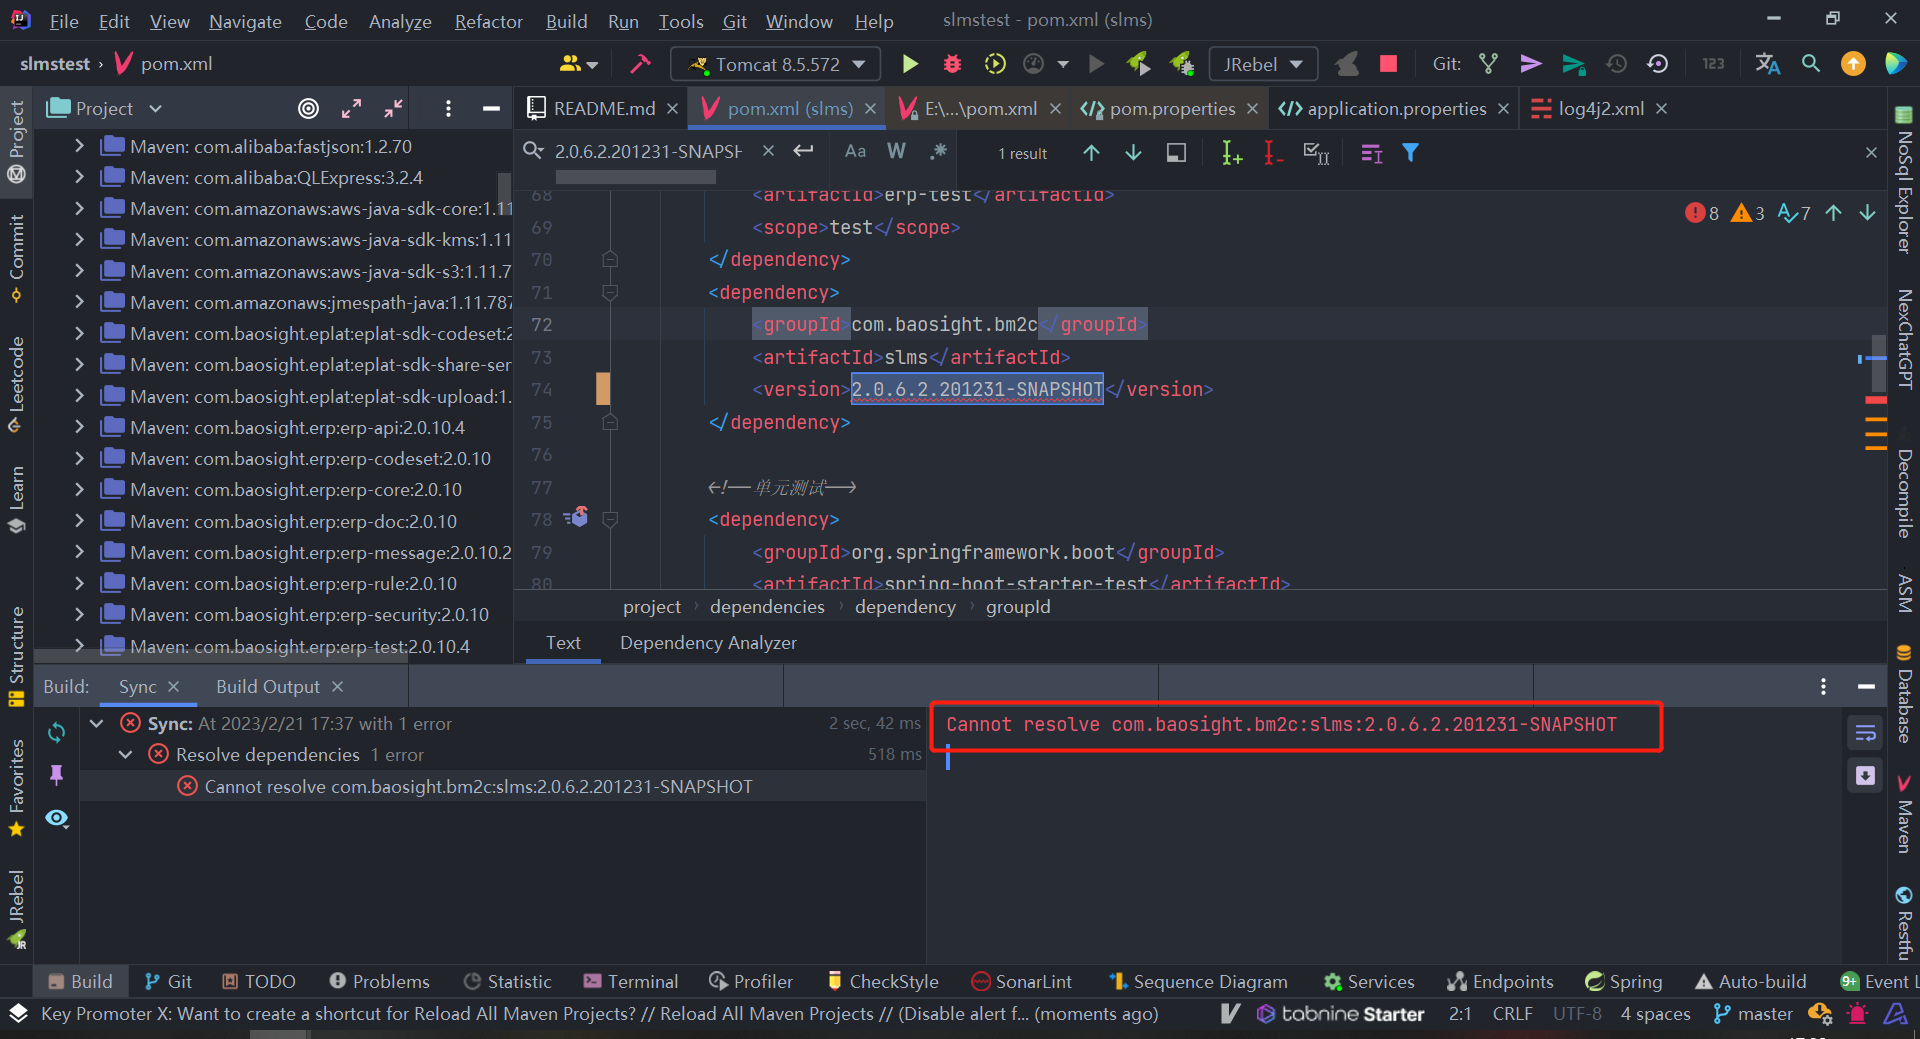 File Edit View Navigate Code Analyze Refactor Build Run Tools Git Window Help slmstest - pom.xml (slms)
slmstest › pom.xml Tomcat 8.5.572 JRebel Git: 123
Project README.md pom.xml (slms) E:\...\pom.xml pom.properties application.properties log4j2.xml
2.0.6.2.201231-SNAPSH Aa W .* 1 result
Maven: com.alibaba:fastjson:1.2.70
Maven: com.alibaba:QLExpress:3.2.4
Maven: com.amazonaws:aws-java-sdk-core:1.11
Maven: com.amazonaws:aws-java-sdk-kms:1.11
Maven: com.amazonaws:aws-java-sdk-s3:1.11.7
Maven: com.amazonaws:jmespath-java:1.11.787
Maven: com.baosight.eplat:eplat-sdk-codeset:2
Maven: com.baosight.eplat:eplat-sdk-share-ser
Maven: com.baosight.eplat:eplat-sdk-upload:1.
Maven: com.baosight.erp:erp-api:2.0.10.4
Maven: com.baosight.erp:erp-codeset:2.0.10
Maven: com.baosight.erp:erp-core:2.0.10
Maven: com.baosight.erp:erp-doc:2.0.10
Maven: com.baosight.erp:erp-message:2.0.10.2
Maven: com.baosight.erp:erp-rule:2.0.10
Maven: com.baosight.erp:erp-security:2.0.10
Maven: com.baosight.erp:erp-test:2.0.10.4
68 <artifactId>erp-test</artifactId>
69 <scope>test</scope>
70 </dependency>
71 <dependency>
72 <groupId>com.baosight.bm2c</groupId>
73 <artifactId>slms</artifactId>
74 <version>2.0.6.2.201231-SNAPSHOT</version>
75 </dependency>
76
77 <!--单元测试-->
78 <dependency>
79 <groupId>org.springframework.boot</groupId>
80 <artifactId>spring-boot-starter-test</artifactId>
8 3 7
project › dependencies › dependency › groupId
Text Dependency Analyzer
Build: Sync Build Output
Sync: At 2023/2/21 17:37 with 1 error 2 sec, 42 ms
Resolve dependencies 1 error 518 ms
Cannot resolve com.baosight.bm2c:slms:2.0.6.2.201231-SNAPSHOT
Cannot resolve com.baosight.bm2c:slms:2.0.6.2.201231-SNAPSHOT
Project
Commit
Leetcode
Learn
Structure
Favorites
JRebel
NoSql Explorer
NexChatGPT
Decompile
ASM
Database
Maven
Restfu
Build Git TODO Problems Statistic Terminal Profiler CheckStyle SonarLint Sequence Diagram Services Endpoints Spring Auto-build 9+ Event L
Key Promoter X: Want to create a shortcut for Reload All Maven Projects? // Reload All Maven Projects // (Disable alert f... (moments ago) tabnine Starter 2:1 CRLF UTF-8 4 spaces master